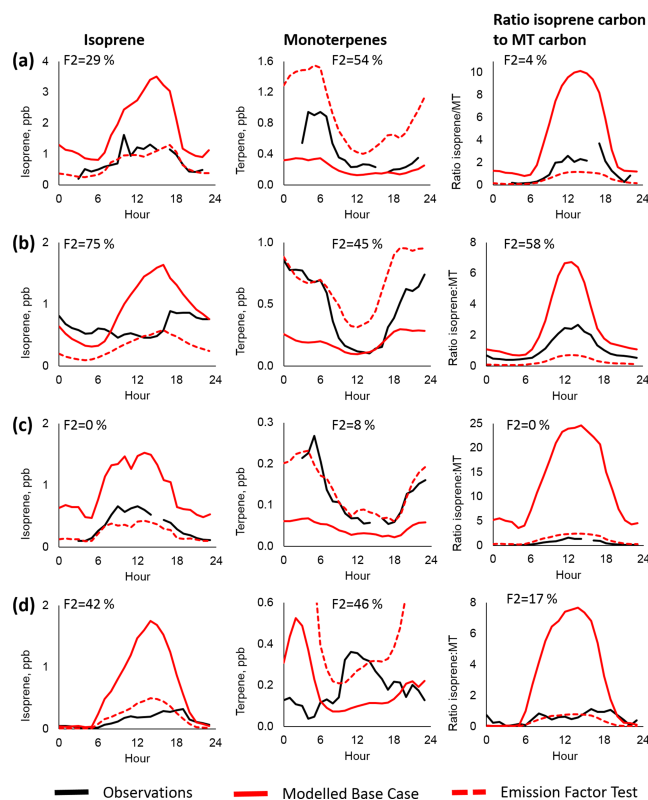 Isoprene
Monoterpenes
Ratio isoprene carbon
to MT carbon
(a)
F2=29 %
F2=54 %
F2=4 %
Isoprene, ppb
4
3
2
1
0
0 6 12 18 24
Hour
Terpene, ppb
1.6
1.2
0.8
0.4
0.0
0 6 12 18 24
Hour
Ratio isoprene/MT
10
8
6
4
2
0
0 6 12 18 24
Hour
(b)
F2=75 %
F2=45 %
F2=58 %
Isoprene, ppb
2
1
0
0 6 12 18 24
Hour
Terpene, ppb
1.0
0.5
0.0
0 6 12 18 24
Hour
Ratio isoprene:MT
8
6
4
2
0
0 6 12 18 24
Hour
(c)
F2=0 %
F2=8 %
F2=0 %
Isoprene, ppb
2
1
0
0 6 12 18 24
Hour
Terpene, ppb
0.3
0.2
0.1
0.0
0 6 12 18 24
Hour
Ratio isoprene:MT
25
20
15
10
5
0
0 6 12 18 24
Hour
(d)
F2=42 %
F2=46 %
F2=17 %
Isoprene, ppb
2
1
0
0 6 12 18 24
Hour
Terpene, ppb
0.6
0.4
0.2
0.0
0 6 12 18 24
Hour
Ratio isoprene:MT
8
6
4
2
0
0 6 12 18 24
Hour
Observations
Modelled Base Case
Emission Factor Test